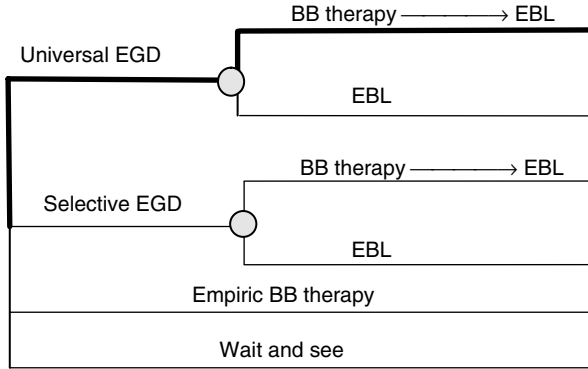 BB therapy ⟶ EBL
Universal EGD
EBL
BB therapy ⟶ EBL
Selective EGD
EBL
Empiric BB therapy
Wait and see